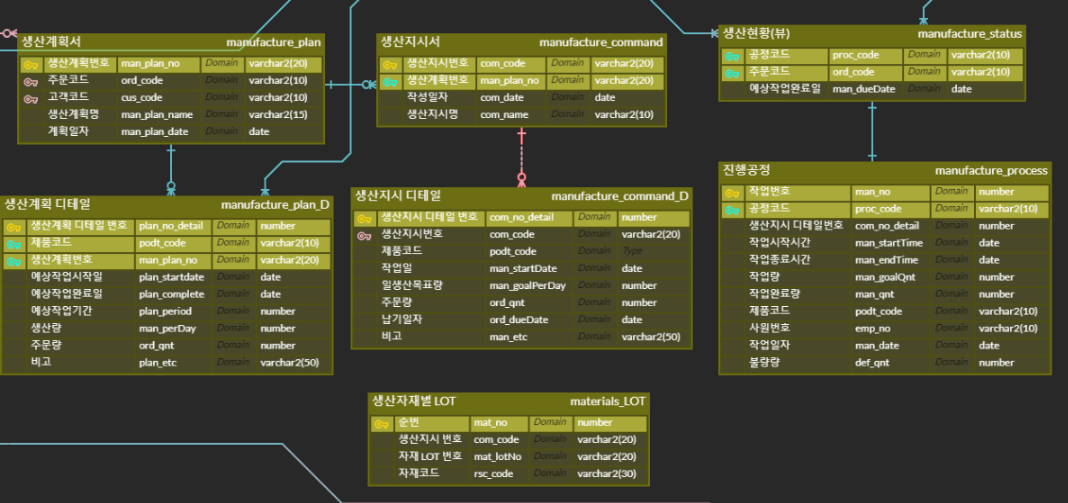 생산계획서 manufacture_plan
생산계획번호 man_plan_no Domain varchar2(20)
주문코드 ord_code Domain varchar2(10)
고객코드 cus_code Domain varchar2(10)
생산계획명 man_plan_name Domain varchar2(15)
계획일자 man_plan_date Domain date
생산지시서 manufacture_command
생산지시번호 com_code Domain varchar2(20)
생산계획번호 man_plan_no Domain varchar2(20)
작성일자 com_date Domain date
생산지시명 com_name Domain varchar2(10)
생산현황(뷰) manufacture_status
공정코드 proc_code Domain varchar2(10)
주문코드 ord_code Domain varchar2(10)
예상작업완료일 man_dueDate Domain date
생산계획 디테일 manufacture_plan_D
생산계획 디테일 번호 plan_no_detail Domain number
제품코드 podt_code Domain varchar2(10)
생산계획번호 man_plan_no Domain varchar2(20)
예상작업시작일 plan_startdate Domain date
예상작업완료일 plan_complete Domain date
예상작업기간 plan_period Domain number
생산량 man_perDay Domain number
주문량 ord_qnt Domain number
비고 plan_etc Domain varchar2(50)
생산지시 디테일 manufacture_command_D
생산지시 디테일 번호 com_no_detail Domain number
생산지시번호 com_code Domain varchar2(20)
제품코드 podt_code Domain Type
작업일 man_startDate Domain date
일생산목표량 man_goalPerDay Domain number
주문량 ord_qnt Domain number
납기일자 ord_dueDate Domain date
비고 man_etc Domain varchar2(50)
진행공정 manufacture_process
작업번호 man_no Domain number
공정코드 proc_code Domain varchar2(10)
생산지시 디테일번호 com_no_detail Domain number
작업시작시간 man_startTime Domain date
작업종료시간 man_endTime Domain date
작업량 man_goalQnt Domain number
작업완료량 man_qnt Domain number
제품코드 podt_code Domain varchar2(10)
사원번호 emp_no Domain varchar2(10)
작업일자 man_date Domain date
불량량 def_qnt Domain number
생산자재별 LOT materials_LOT
순번 mat_no Domain number
생산지시 번호 com_code Domain varchar2(20)
자재 LOT 번호 mat_lotNo Domain varchar2(20)
자재코드 rsc_code Domain varchar2(30)